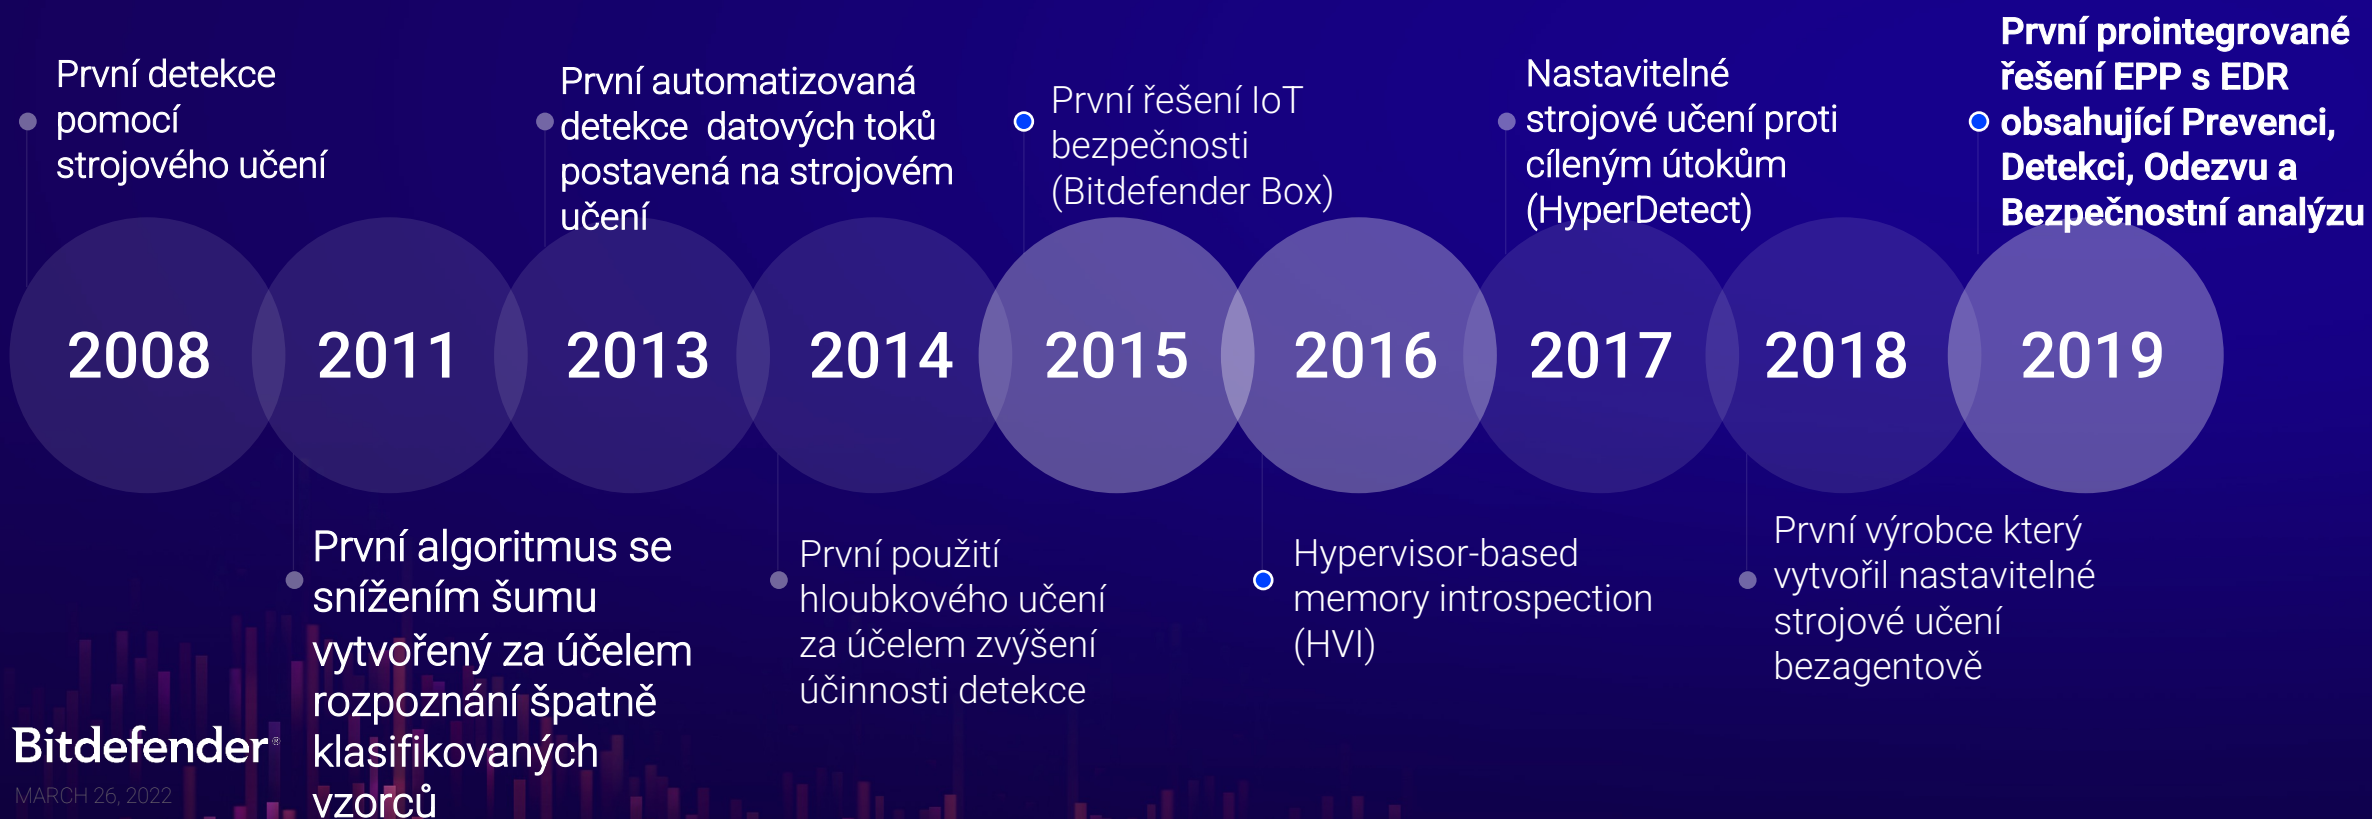 První detekce
pomocí
strojového učení
První automatizovaná
detekce  datových toků
postavená na strojovém
učení
První řešení IoT
bezpečnosti
(Bitdefender Box)
Nastavitelné
strojové učení proti
cíleným útokům
(HyperDetect)
První prointegrované
řešení EPP s EDR
obsahující Prevenci,
Detekci, Odezvu a
Bezpečnostní analýzu
2008 2011 2013 2014 2015 2016 2017 2018 2019
První algoritmus se
snížením šumu
vytvořený za účelem
rozpoznání špatně
klasifikovaných
vzorců
První použití
hloubkového učení
za účelem zvýšení
účinnosti detekce
Hypervisor-based
memory introspection
(HVI)
První výrobce který
vytvořil nastavitelné
strojové učení
bezagentově
Bitdefender®
MARCH 26, 2022